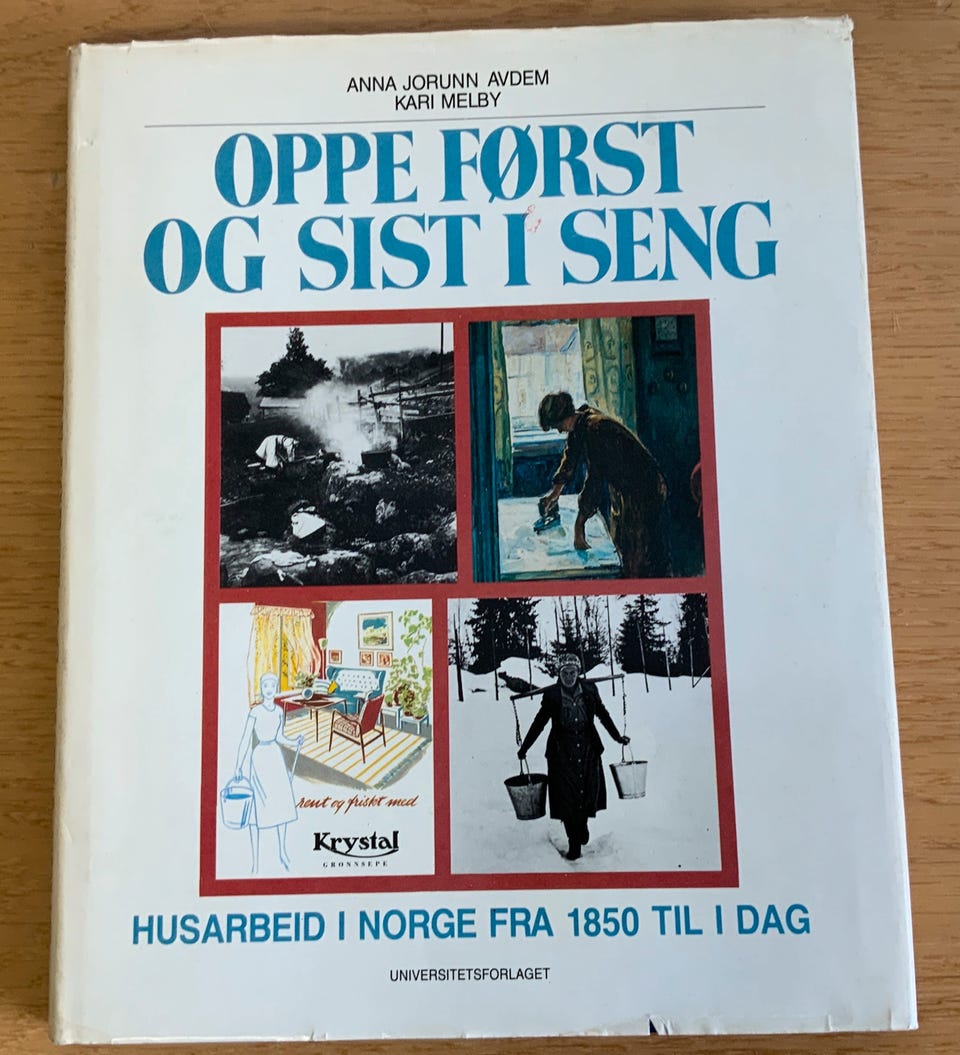 ANNA JORUNN AVDEM
KARI MELBY
OPPE FØRST
OG SIST I SENG
rent og friskt med
Krystal
GRØNNSEPE
HUSARBEID I NORGE FRA 1850 TIL I DAG
UNIVERSITETSFORLAGET